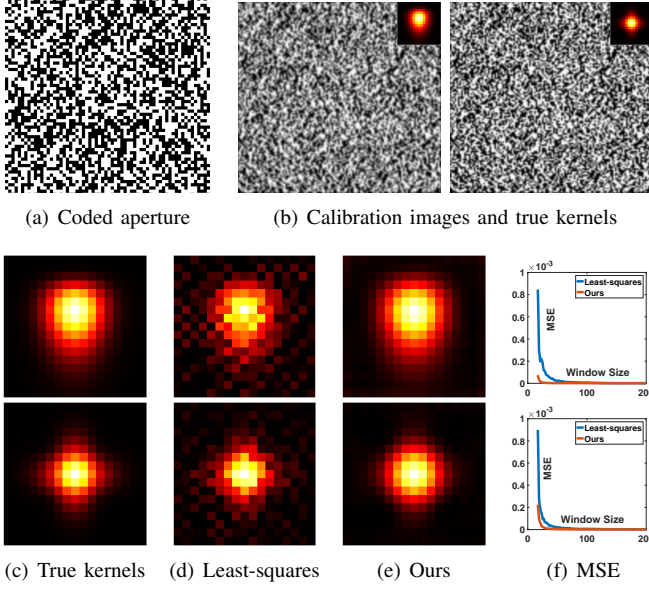 (a) Coded aperture
(b) Calibration images and true kernels
×10-3
1
0.8
0.6
0.4
0.2
0
Least-squares
Ours
MSE
Window Size
0 100 20
×10-3
1
0.8
0.6
0.4
0.2
0
Least-squares
Ours
MSE
Window Size
0 100 20
(c) True kernels
(d) Least-squares
(e) Ours
(f) MSE